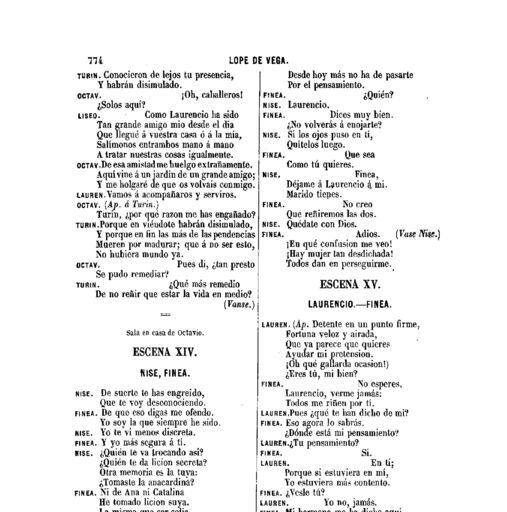 774
LOPE DE VEGA.
TURIN. Conocieron de lejos tu presencia,
Y habrán disimulado.
OCTAV. ¡Oh, caballeros!
¿Solos aquí?
LISEO. Como Laurencio ha sido
Tan grande amigo mio desde el dia
Que llegué á vuestra casa ó á la mia,
Salimonos entrambos mano á mano
A tratar nuestras cosas igualmente.
OCTAV. De esa amistad me huelgo extrañamente.
Aquí vine á un jardin de un grande amigo;
Y me holgaré de que os volvais conmigo.
LAUREN. Vamos á acompañaros y serviros.
OCTAV. (Ap. á Turin.)
Turin, ¿por qué razon me has engañado?
TURIN. Porque en viéndote habrán disimulado,
Y porque en fin las más de las pendencias
Mueren por madurar; que á no ser esto,
No hubiera mundo ya.
OCTAV. Pues di, ¿tan presto
Se pudo remediar?
TURIN. ¿Qué más remedio
De no reñir que estar la vida en medio?
(Vanse.)
Sala en casa de Octavio.
ESCENA XIV.
NISE, FINEA.
NISE. De suerte te has engreido,
Que te voy desconociendo.
FINEA. De que eso digas me ofendo.
Yo soy la que siempre he sido.
NISE. Yo te vi menos discreta.
FINEA. Y yo más segura á ti.
NISE. ¿Quién te va trocando así?
¿Quién te da licion secreta?
Otra memoria es la tuya:
¿Tomaste la anacardina?
FINEA. Ni de Ana ni Catalina
He tomado licion suya.
Desde hoy más no ha de pasarte
Por el pensamiento.
FINEA. ¿Quién?
NISE. Laurencio.
FINEA. Dices muy bien.
¿No volverás á enojarte?
NISE. Si los ojos puso en ti,
Quitelos luego.
FINEA. Que sea
Como tú quieres.
NISE. Finea,
Déjame á Laurencio á mi.
Marido tienes.
FINEA. No creo
Que reñiremos las dos.
NISE. Quédate con Dios.
FINEA. Adios. (Vase Nise.)
¡En qué confusion me veo!
¡Hay mujer tan desdichada!
Todos dan en perseguirme.
ESCENA XV.
LAURENCIO.—FINEA.
LAUREN. (Ap. Detente en un punto firme,
Fortuna veloz y airada,
Que ya parece que quieres
Ayudar mi pretension.
¡Oh qué gallarda ocasion!)
¿Eres tú, mi bien?
FINEA. No esperes,
Laurencio, verme jamás:
Todos me riñen por ti.
LAUREN. Pues ¿qué te han dicho de mi?
FINEA. Eso agora lo sabrás.
¿Dónde está mi pensamiento?
LAUREN. ¿Tu pensamiento?
FINEA. Si.
LAUREN. En ti;
Porque si estuviera en mi,
Yo estuviera más contento.
FINEA. ¿Vesle tú?
LAUREN. Yo no, jamás.